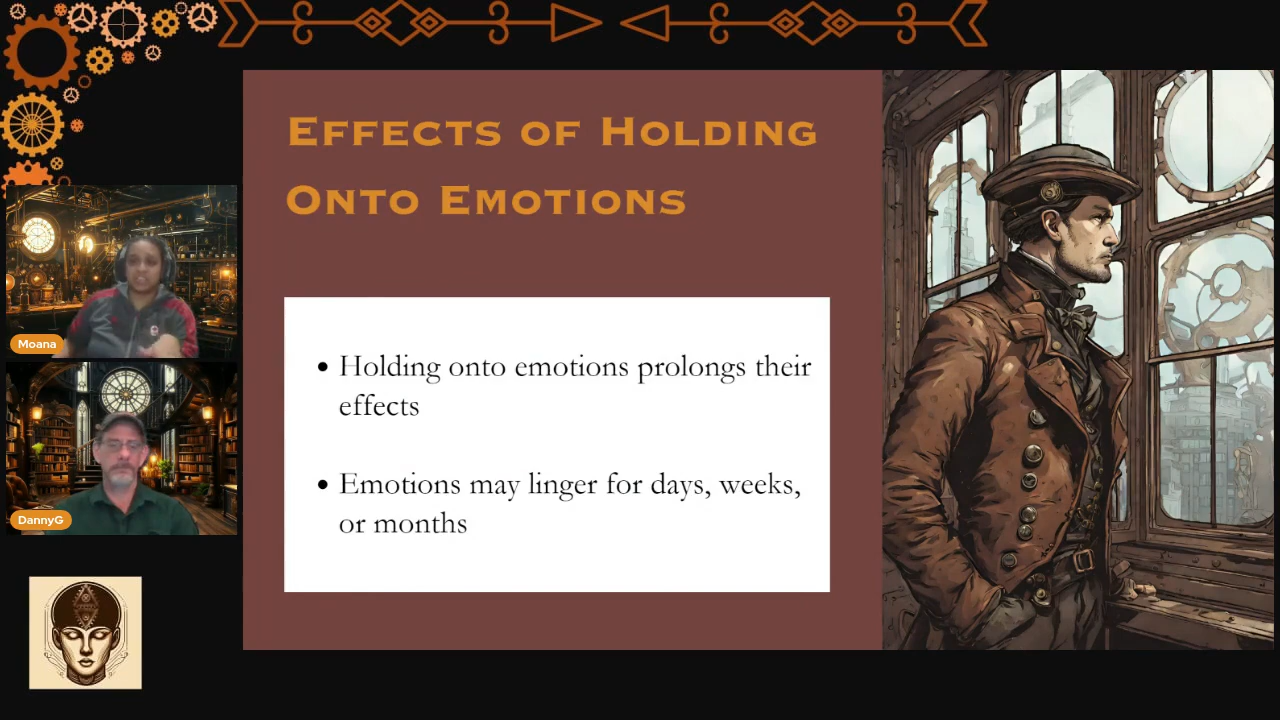 Effects of Holding
Onto Emotions
• Holding onto emotions prolongs their
effects
• Emotions may linger for days, weeks,
or months
Moana
DannyG